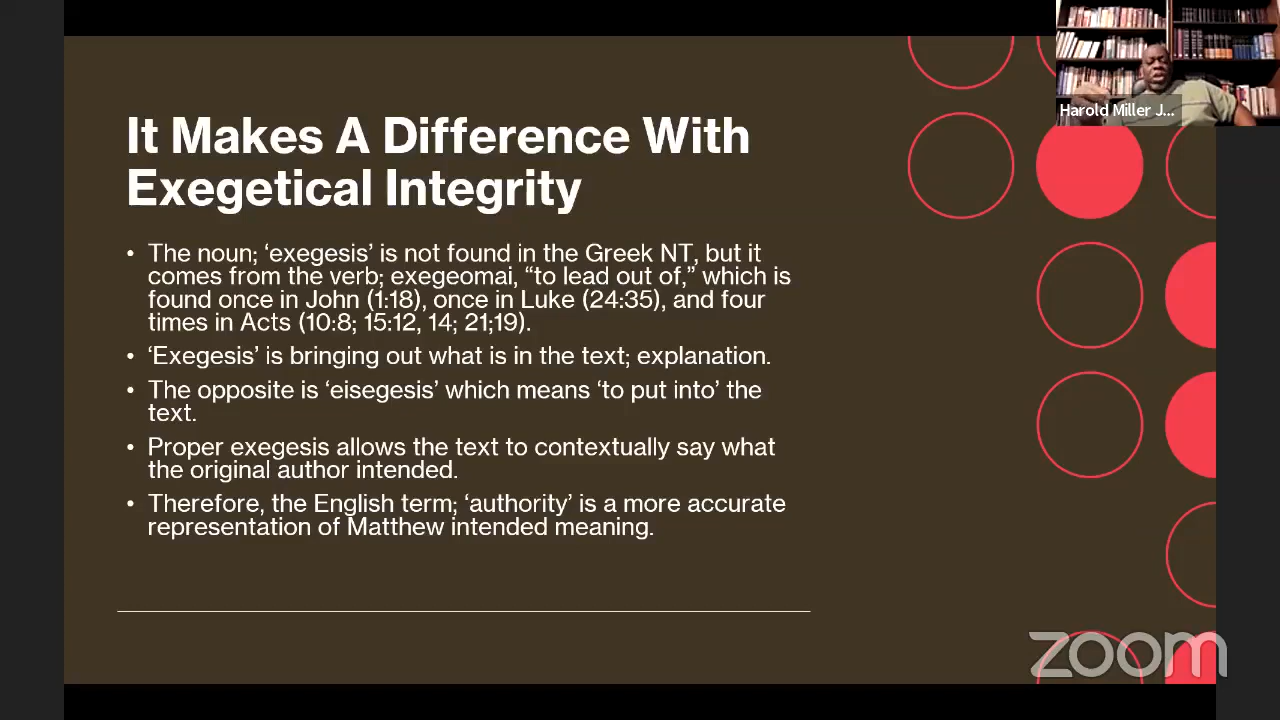 Harold Miller J...
It Makes A Difference With
Exegetical Integrity
• The noun; ‘exegesis’ is not found in the Greek NT, but it
comes from the verb; exegeomai, “to lead out of,” which is
found once in John (1:18), once in Luke (24:35), and four
times in Acts (10:8; 15:12, 14; 21;19).
• ‘Exegesis’ is bringing out what is in the text; explanation.
• The opposite is ‘eisegesis’ which means ‘to put into’ the
text.
• Proper exegesis allows the text to contextually say what
the original author intended.
• Therefore, the English term; ‘authority’ is a more accurate
representation of Matthew intended meaning.
zoom